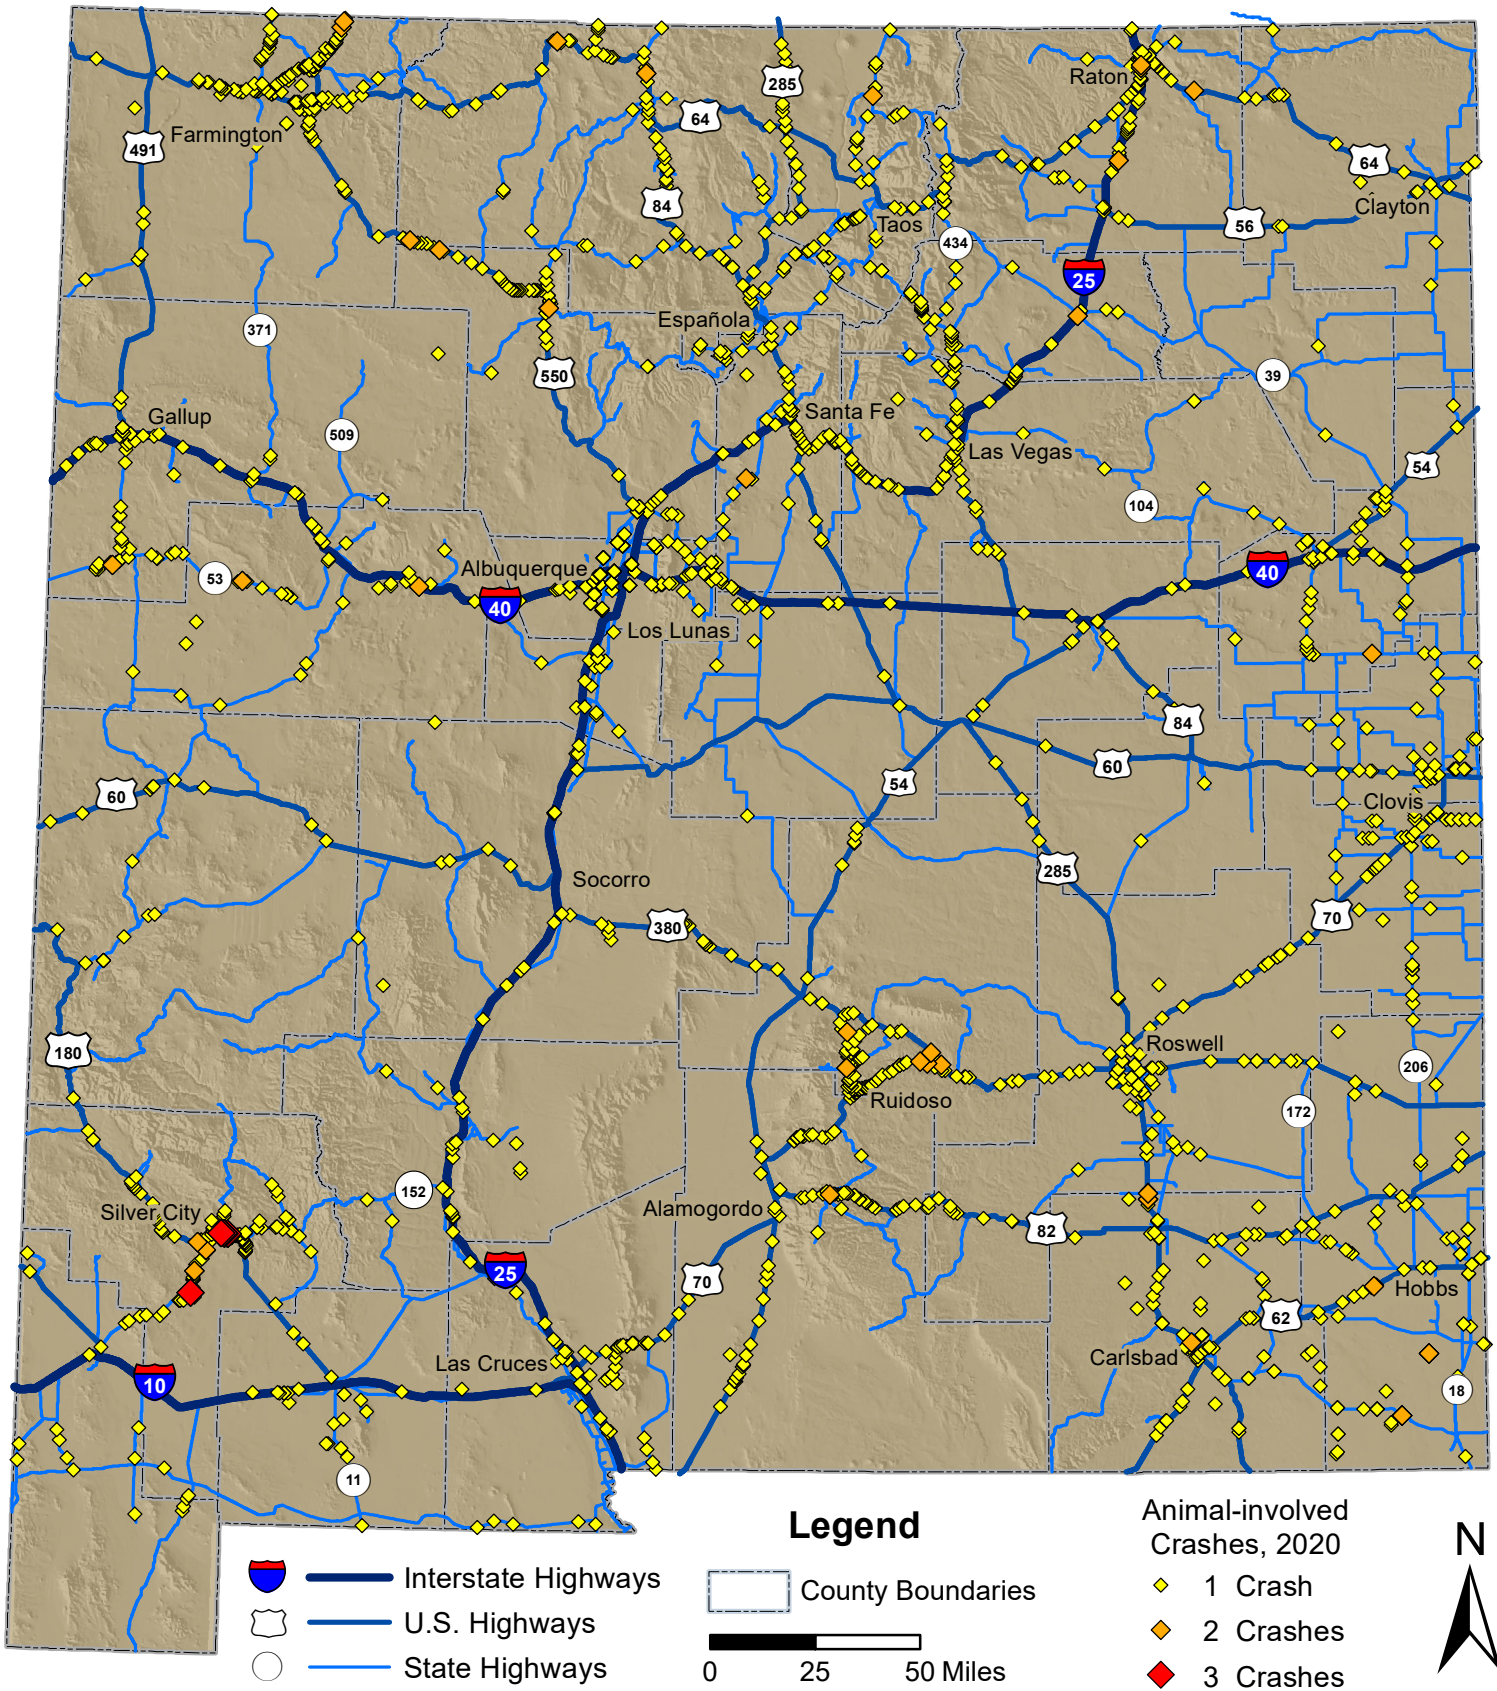 285
Raton
64
491
Farmington
64
84
Clayton
Taos
56
434
25
371
Española
550
39
Gallup
Santa Fe
509
Las Vegas
54
104
Albuquerque
40
53
40
Los Lunas
84
60
54
60
Clovis
285
Socorro
380
70
Roswell
180
206
Ruidoso
172
152
Silver City
Alamogordo
82
25
70
Hobbs
62
Las Cruces
Carlsbad
10
18
11
Legend
Interstate Highways
U.S. Highways
State Highways
County Boundaries
0 25 50 Miles
Animal-involved
Crashes, 2020
1 Crash
2 Crashes
3 Crashes
N